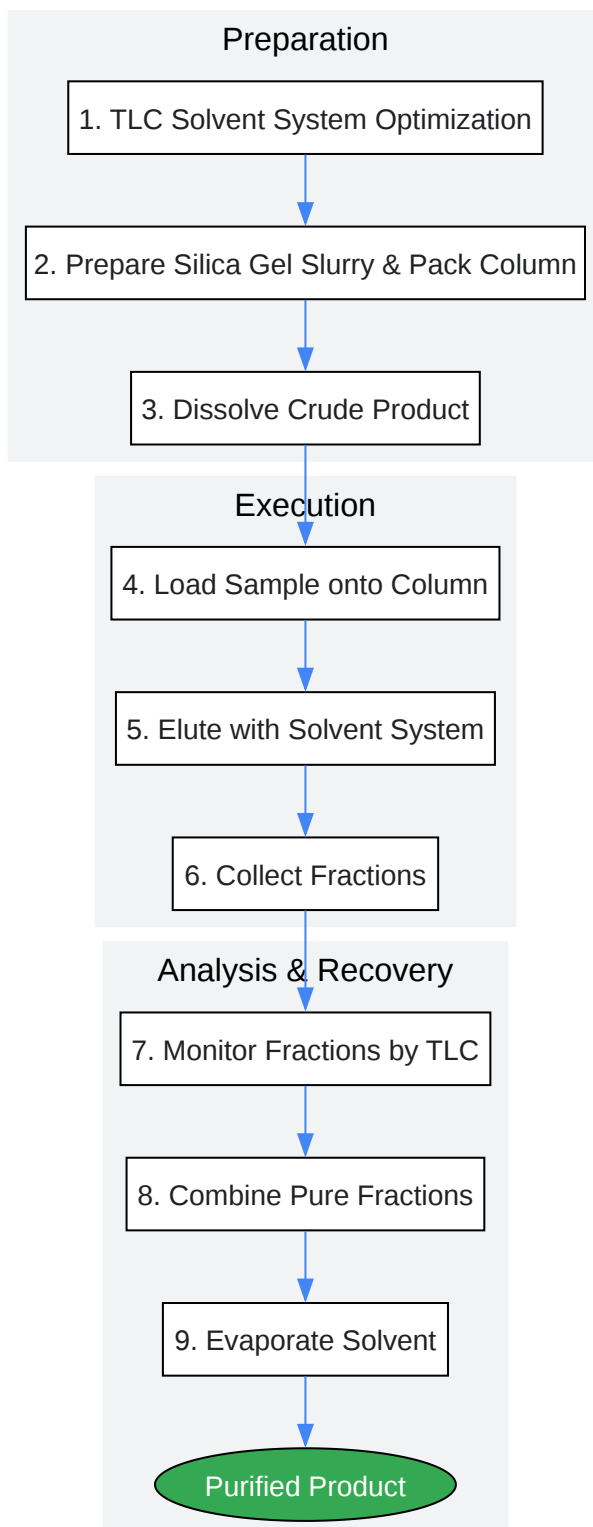 Preparation
1. TLC Solvent System Optimization
2. Prepare Silica Gel Slurry & Pack Column
3. Dissolve Crude Product
Execution
4. Load Sample onto Column
5. Elute with Solvent System
6. Collect Fractions
Analysis & Recovery
7. Monitor Fractions by TLC
8. Combine Pure Fractions
9. Evaporate Solvent
Purified Product